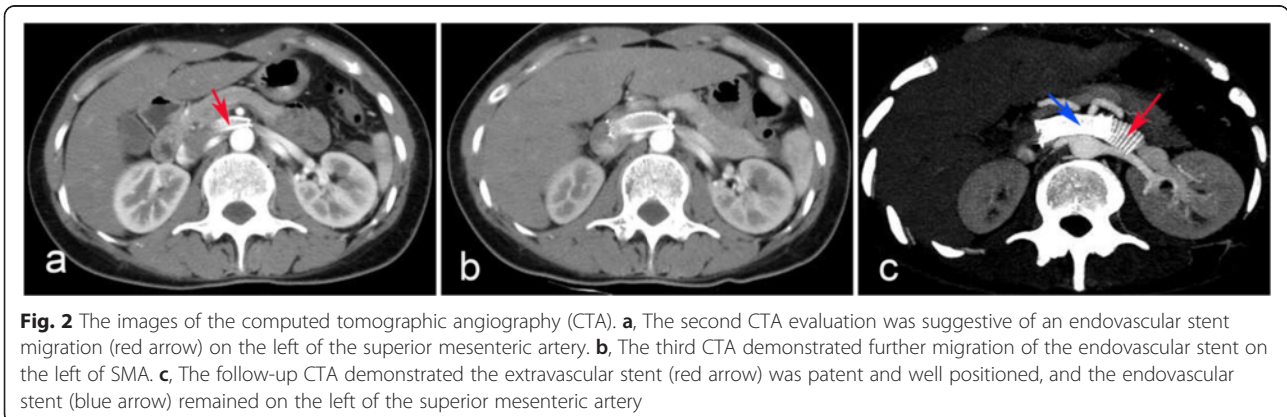 a
b
c
Fig. 2 The images of the computed tomographic angiography (CTA). a, The second CTA evaluation was suggestive of an endovascular stent
migration (red arrow) on the left of the superior mesenteric artery. b, The third CTA demonstrated further migration of the endovascular stent on
the left of SMA. c, The follow-up CTA demonstrated the extravascular stent (red arrow) was patent and well positioned, and the endovascular
stent (blue arrow) remained on the left of the superior mesenteric artery